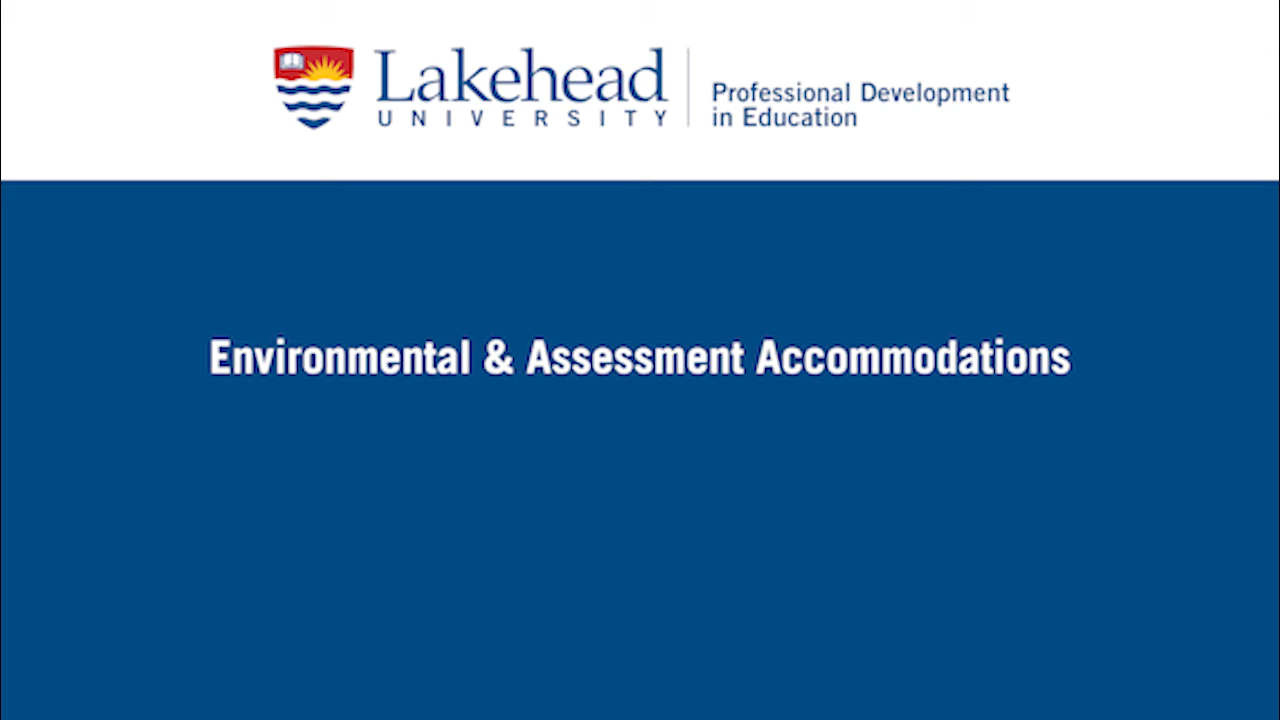 Lakehead
UNIVERSITY
Professional Development
in Education
Environmental & Assessment Accommodations